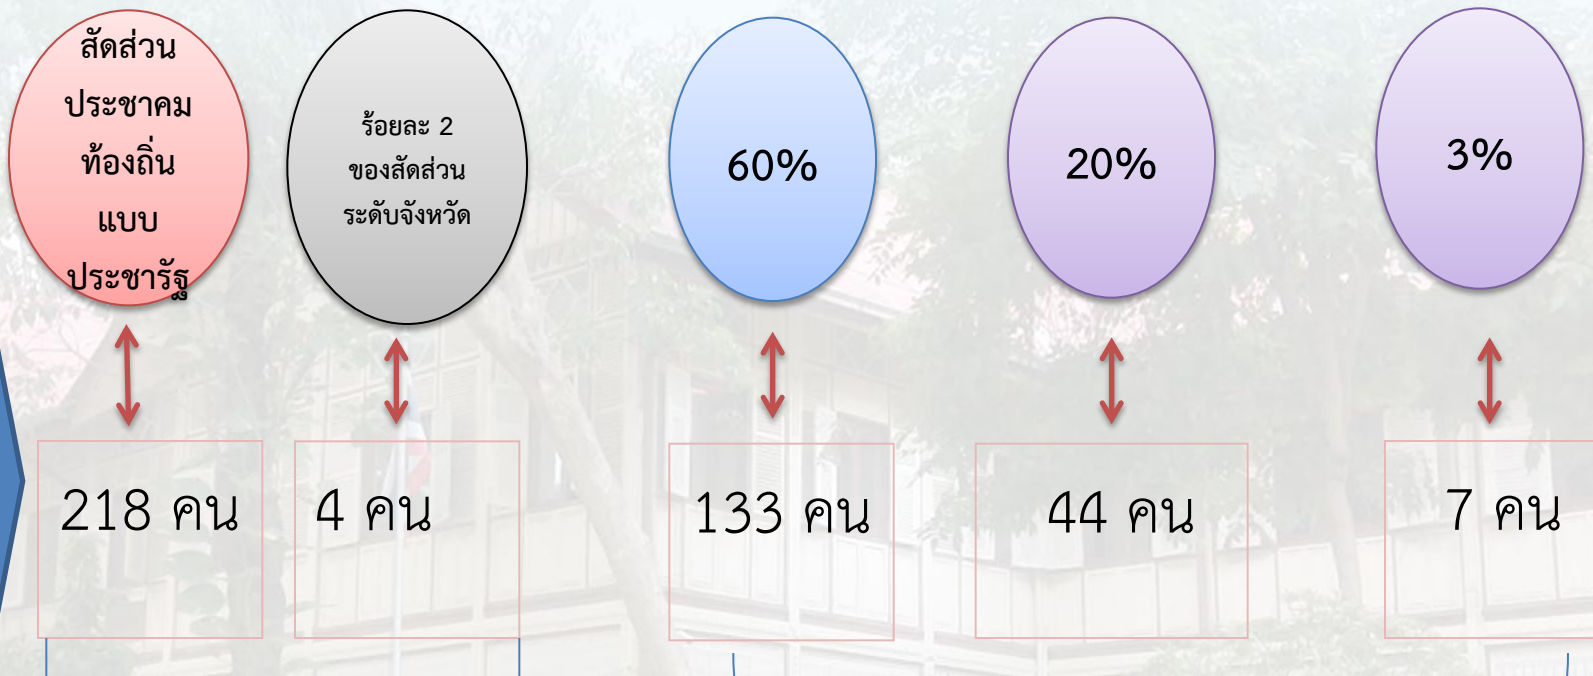 สัดส่วน
ประชาคม
ท้องถิ่น
แบบ
ประชารัฐ
ร้อยละ 2
ของสัดส่วน
ระดับจังหวัด
60%
20%
3%
218 คน
4 คน
133 คน
44 คน
7 คน